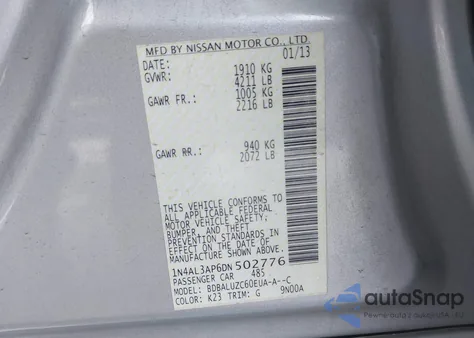 MFD BY NISSAN MOTOR CO., LTD.
DATE: 01/13
GVWR: 1910 KG
4211 LB
GAWR FR.: 1005 KG
2216 LB
GAWR RR.: 940 KG
2072 LB
THIS VEHICLE CONFORMS TO
ALL APPLICABLE FEDERAL
MOTOR VEHICLE SAFETY,
BUMPER, AND THEFT
PREVENTION STANDARDS
IN EFFECT ON THE DATE OF
MANUFACTURE SHOWN ABOVE.
1N4AL3AP6DN502776
PASSENGER CAR 485
MODEL: BDBALUZC60EUA-A--C
COLOR: K23 TRIM: G 9N00A
autoSnap
Pewne auto z aukcji